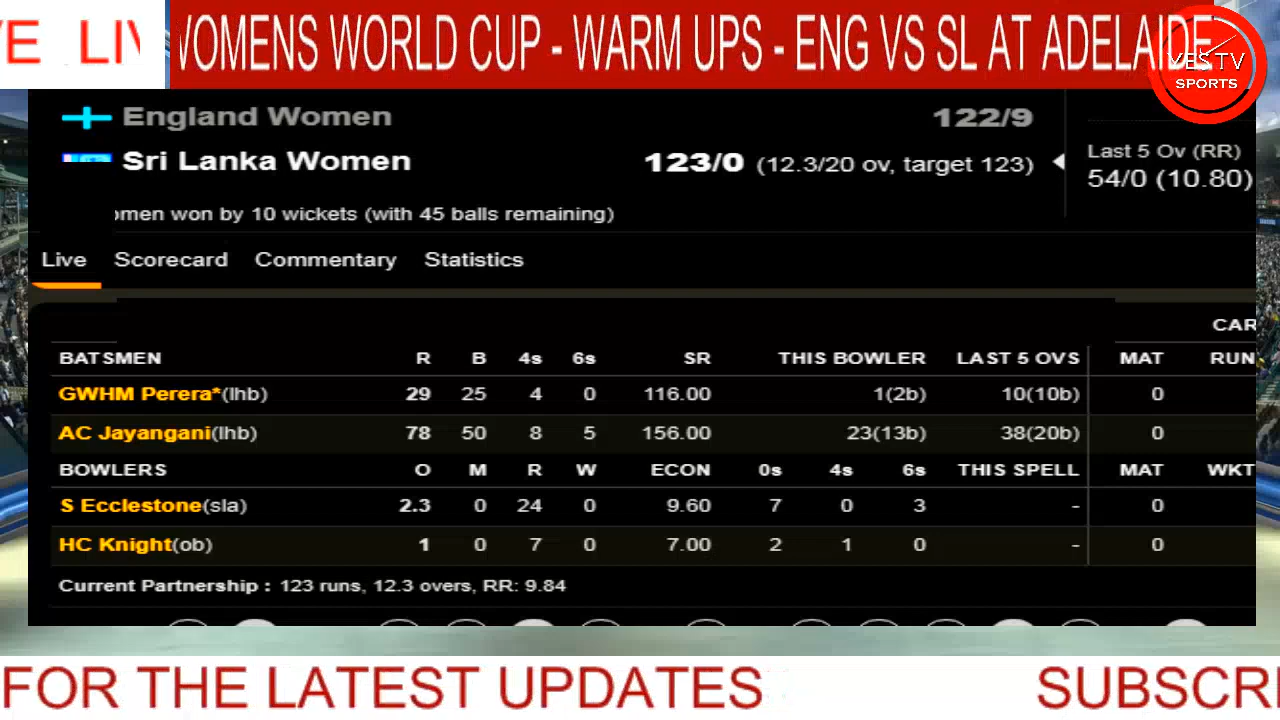 E LIV
WOMENS WORLD CUP - WARM UPS - ENG VS SL AT ADELAIDE
YES TV
SPORTS
England Women 122/9
Sri Lanka Women 123/0 (12.3/20 ov, target 123)
Last 5 Ov (RR)
54/0 (10.80)
omen won by 10 wickets (with 45 balls remaining)
Live Scorecard Commentary Statistics
CAR
BATSMEN R B 4s 6s SR THIS BOWLER LAST 5 OVS MAT RUN
GWHM Perera*(lhb) 29 25 4 0 116.00 1(2b) 10(10b) 0
AC Jayangani(lhb) 78 50 8 5 156.00 23(13b) 38(20b) 0
BOWLERS O M R W ECON 0s 4s 6s THIS SPELL MAT WKT
S Ecclestone(sla) 2.3 0 24 0 9.60 7 0 3 - 0
HC Knight(ob) 1 0 7 0 7.00 2 1 0 - 0
Current Partnership : 123 runs, 12.3 overs, RR: 9.84
FOR THE LATEST UPDATES SUBSCRI